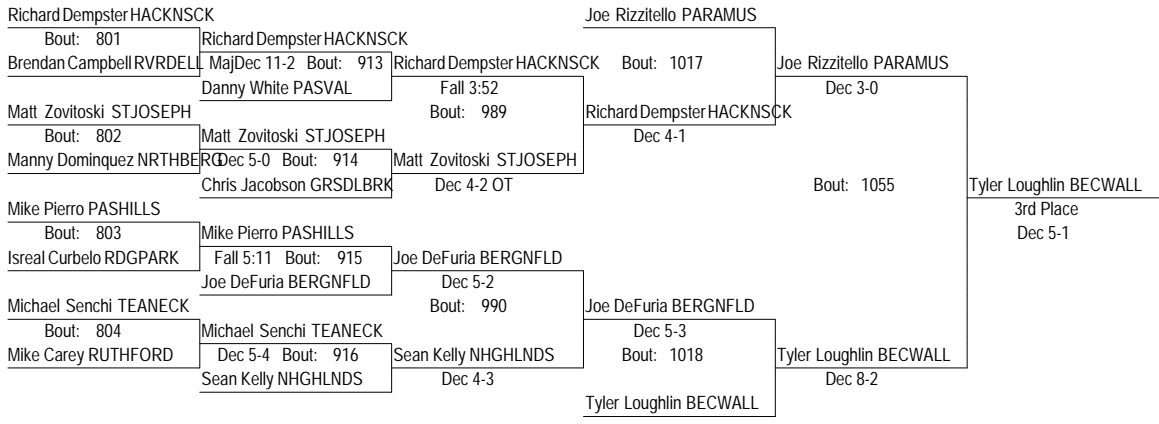 Richard Dempster HACKNSCK Joe Rizzitello PARAMUS
Bout: 801 Richard Dempster HACKNSCK
Brendan Campbell RVRDELL MajDec 11-2 Bout: 913 Richard Dempster HACKNSCK Bout: 1017 Joe Rizzitello PARAMUS
Danny White PASVAL Fall 3:52 Dec 3-0
Matt Zovitoski STJOSEPH Bout: 989 Richard Dempster HACKNSCK
Bout: 802 Matt Zovitoski STJOSEPH Dec 4-1
Manny Dominquez NRTHBERG Dec 5-0 Bout: 914 Matt Zovitoski STJOSEPH
Chris Jacobson GRSDLBRK Dec 4-2 OT Bout: 1055 Tyler Loughlin BECWALL
Mike Pierro PASHILLS 3rd Place
Bout: 803 Mike Pierro PASHILLS Dec 5-1
Isreal Curbelo RDGPARK Fall 5:11 Bout: 915 Joe DeFuria BERGNFLD
Joe DeFuria BERGNFLD Dec 5-2
Michael Senchi TEANECK Bout: 990 Joe DeFuria BERGNFLD
Bout: 804 Michael Senchi TEANECK Dec 5-3
Mike Carey RUTHFORD Dec 5-4 Bout: 916 Sean Kelly NHGHLNDS Bout: 1018 Tyler Loughlin BECWALL
Sean Kelly NHGHLNDS Dec 4-3 Dec 8-2
Tyler Loughlin BECWALL